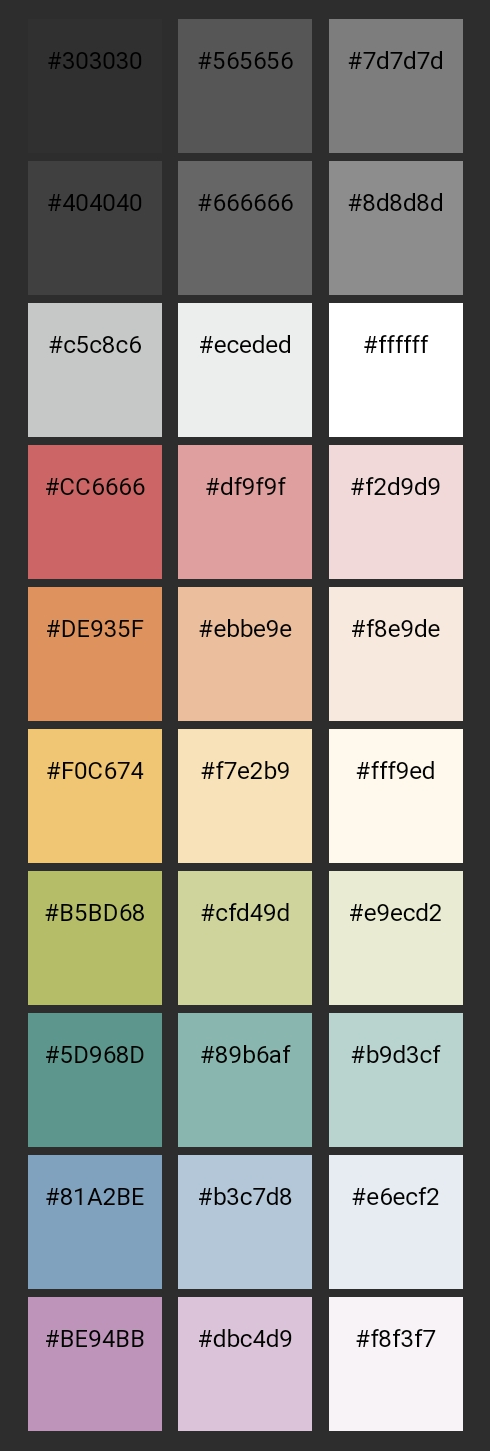 #303030 #565656 #7d7d7d
#404040 #666666 #8d8d8d
#c5c8c6 #eceded #ffffff
#CC6666 #df9f9f #f2d9d9
#DE935F #ebbe9e #f8e9de
#F0C674 #f7e2b9 #fff9ed
#B5BD68 #cfd49d #e9ecd2
#5D968D #89b6af #b9d3cf
#81A2BE #b3c7d8 #e6ecf2
#BE94BB #dbc4d9 #f8f3f7